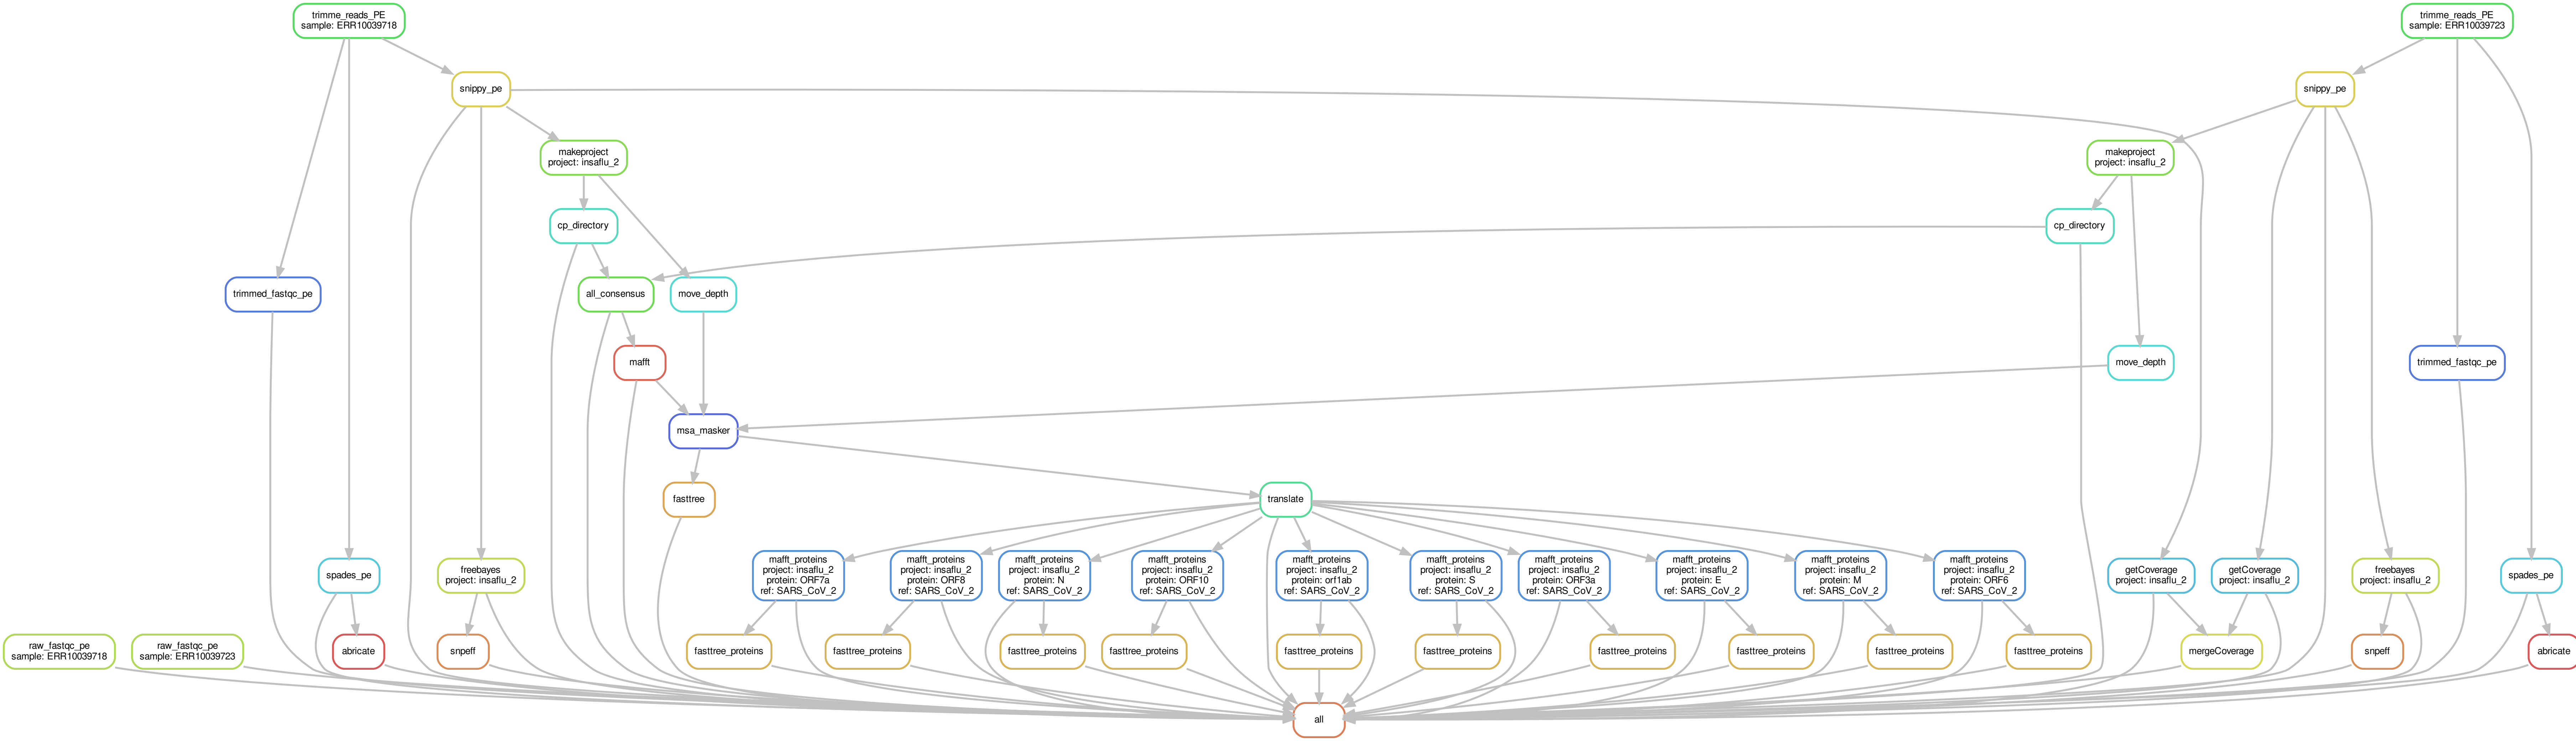 trimme_reads_PE
sample: ERR10039718
trimme_reads_PE
sample: ERR10039723
snippy_pe
snippy_pe
makeproject
project: insaflu_2
makeproject
project: insaflu_2
cp_directory
cp_directory
trimmed_fastqc_pe
all_consensus
move_depth
mafft
move_depth
trimmed_fastqc_pe
msa_masker
fasttree
translate
spades_pe
freebayes
project: insaflu_2
mafft_proteins
project: insaflu_2
protein: ORF7a
ref: SARS_CoV_2
mafft_proteins
project: insaflu_2
protein: ORF8
ref: SARS_CoV_2
mafft_proteins
project: insaflu_2
protein: N
ref: SARS_CoV_2
mafft_proteins
project: insaflu_2
protein: ORF10
ref: SARS_CoV_2
mafft_proteins
project: insaflu_2
protein: orf1ab
ref: SARS_CoV_2
mafft_proteins
project: insaflu_2
protein: S
ref: SARS_CoV_2
mafft_proteins
project: insaflu_2
protein: ORF3a
ref: SARS_CoV_2
mafft_proteins
project: insaflu_2
protein: E
ref: SARS_CoV_2
mafft_proteins
project: insaflu_2
protein: M
ref: SARS_CoV_2
mafft_proteins
project: insaflu_2
protein: ORF6
ref: SARS_CoV_2
getCoverage
project: insaflu_2
getCoverage
project: insaflu_2
freebayes
project: insaflu_2
spades_pe
raw_fastqc_pe
sample: ERR10039718
raw_fastqc_pe
sample: ERR10039723
abricate
snpeff
fasttree_proteins
fasttree_proteins
fasttree_proteins
fasttree_proteins
fasttree_proteins
fasttree_proteins
fasttree_proteins
fasttree_proteins
fasttree_proteins
fasttree_proteins
mergeCoverage
snpeff
abricate
all